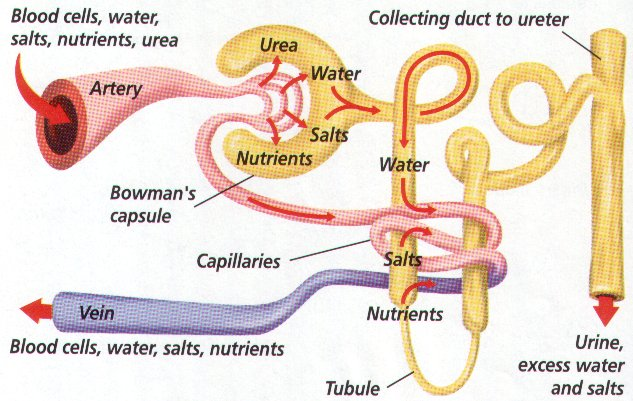 Blood cells, water,
salts, nutrients, urea
Collecting duct to ureter
Urea
Water
Artery
Salts
Nutrients
Water
Bowman's
capsule
Capillaries
Salts
Nutrients
Vein
Blood cells, water, salts, nutrients
Tubule
Urine,
excess water
and salts